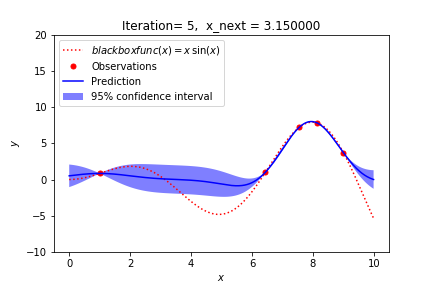 Iteration= 5,  x_next = 3.150000
20
15
10
5
0
−5
−10
y
blackboxfunc(x) = x sin(x)
Observations
Prediction
95% confidence interval
0 2 4 6 8 10
x